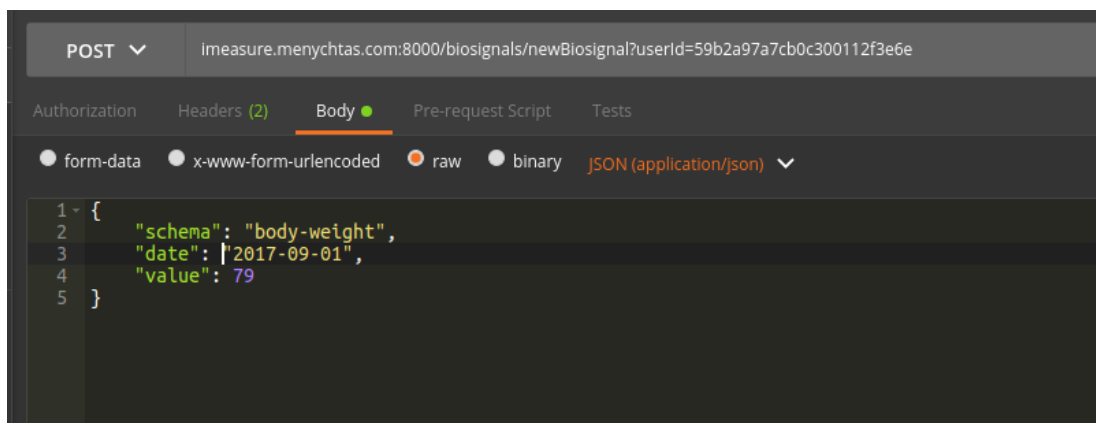 POST imeasure.menychtas.com:8000/biosignals/newBiosignal?userId=59b2a97a7cb0c300112f3e6e
Authorization Headers (2) Body Pre-request Script Tests
form-data x-www-form-urlencoded raw binary JSON (application/json)
1 {
2 "schema": "body-weight",
3 "date": "2017-09-01",
4 "value": 79
5 }